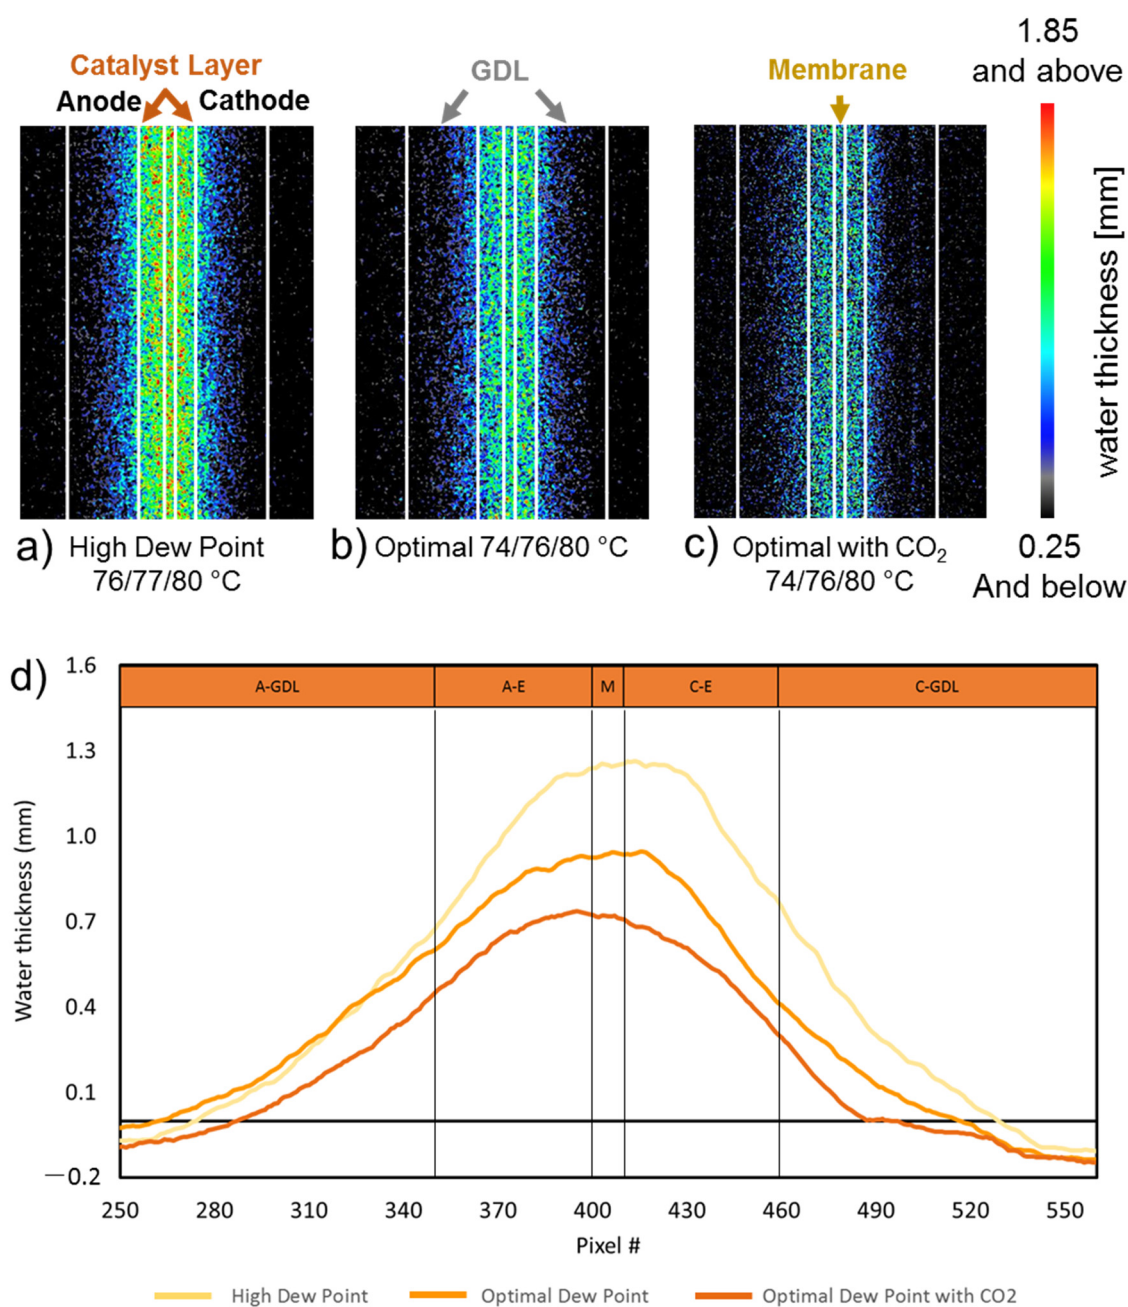 1.85
and above
Catalyst Layer
Anode
Cathode
GDL
Membrane
water thickness [mm]
a) High Dew Point
76/77/80 °C
b) Optimal 74/76/80 °C
c) Optimal with CO₂
74/76/80 °C
0.25
And below
d)
1.6
A-GDL
A-E
M
C-E
C-GDL
1.3
1.0
0.7
0.4
0.1
—0.2
Water thickness (mm)
250 280 310 340 370 400 430 460 490 520 550
Pixel #
High Dew Point
Optimal Dew Point
Optimal Dew Point with CO2